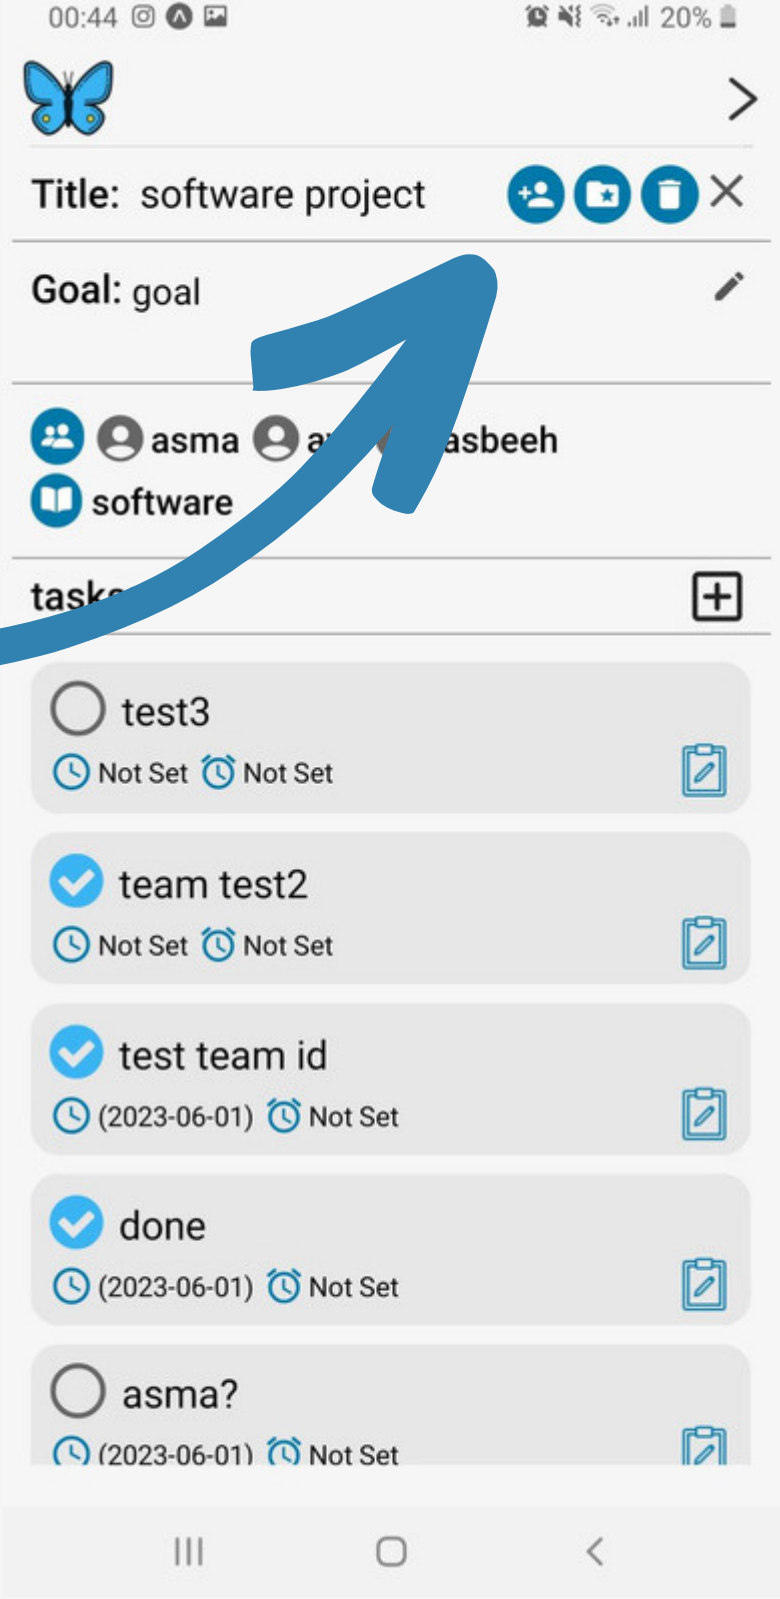 00:44 20%
Title: software project
Goal: goal
asma
software
tasks
test3
Not Set Not Set
team test2
Not Set Not Set
test team id
(2023-06-01) Not Set
done
(2023-06-01) Not Set
asma?
(2023-06-01) Not Set